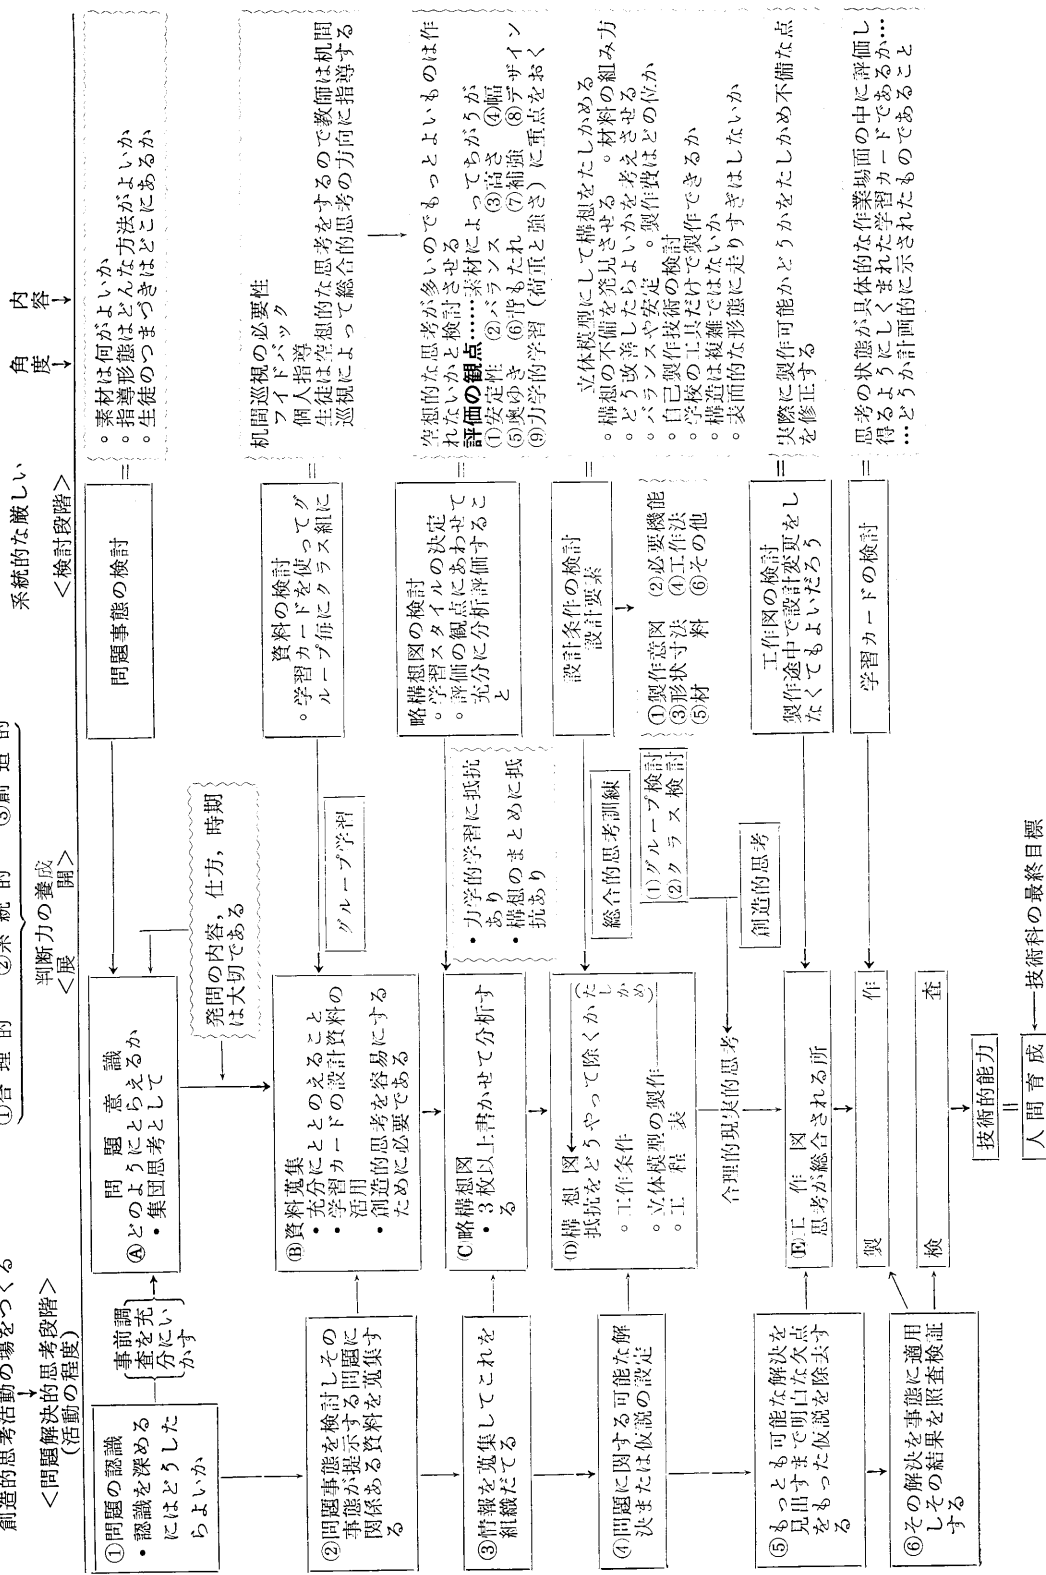 創造的思考活動の場をつくる
①合理的 ②系統的 ③創造的
判断力の養成
系統的な厳しい
角度
内容
＜問題解決的思考段階＞
(活動の程度)
＜展開＞
＜検討段階＞
①問題の認識
・認識を深める
にはどうした
らよいか
事前調
査を充
分にい
かす
問題意識
Ⓐどのようにとらえるか
・集団思考として
発問の内容，仕方，時期
は大切である
問題事態の検討
。素材は何がよいか
。指導形態はどんな方法がよいか
。生徒のつまづきはどこにあるか
②問題事態を検討しその
事態が提示する問題に
関係ある資料を蒐集す
る
Ⓑ資料蒐集
・充分にととのえること
・学習カードの設計資料の
活用
・創造的思考を容易にする
ために必要である
グループ学習
資料の検討
。学習カードを使ってグ
ループ毎にクラス組に
机間巡視の必要性
フィドバック
個人指導
生徒は空想的な思考をするので教師は机間
巡視によって総合的思考の方向に指導する
③情報を蒐集してこれを
組織だてる
Ⓒ略構想図
・３枚以上書かせて分析す
る
・力学的学習に抵抗
あり
・構想のまとめに抵
抗あり
略構想図の検討
。学習スタイルの決定
。評価の観点にあわせて
充分に分析評価するこ
と
空想的な思考が多いのでもっとよいものは作
れないかと検討させる
評価の観点……素材によってちがうが
①安定性 ②バランス ③高さ ④幅
⑤奥ゆき ⑥背もたれ ⑦補強 ⑧デザイン
⑨力学的学習(荷重と強さ)に重点をおく
④問題に関する可能な解
決または仮説の設定
Ⓓ構想図
抵抗をどうやって除くか
(たしかめ)
。工作条件
。立体模型の製作
。工程表
総合的思考訓練
(1)グループ検討
(2)クラス検討
設計条件の検討
設計要素
①製作意図 (2)必要機能
③形状寸法 ④工作法
⑤材料 ⑥その他
立体模型にして構想をたしかめる
。構想の不備を発見させる 。材料の組み方
。どう改善したらよいかを考えさせる
。バランスや安定 。製作費はどの位か
。自己製作技術の検討
。学校の工具だけで製作できるか
。構造は複雑ではないか
。表面的な形態に走りすぎはしないか
合理的現実的思考
創造的思考
⑤もっとも可能な解決を
見出すまで明白な欠点
をもった仮説を除去す
る
Ⓔ工作図
思考が総合される所
工作図の検討
製作途中で設計変更をし
なくてもよいだろう
実際に製作可能かどうかをたしかめ不備な点
を修正する
⑥その解決を事態に適用
しその結果を照査検証
する
製作
検査
学習カードの検討
思考の状態が具体的な作業場面の中に評価し
得るようにしくまれた学習カードであるか…
…どうか計画的に示されたものであること
技術的能力
人間育成
技術科の最終目標